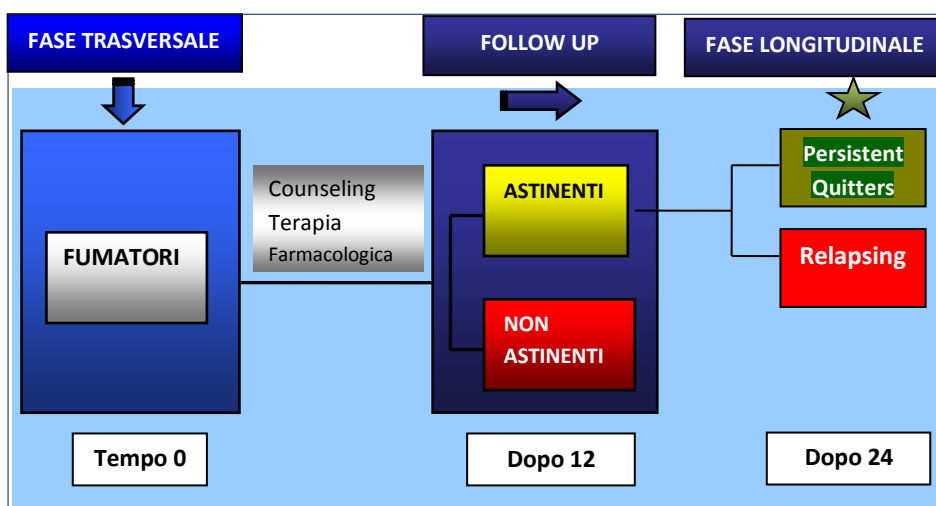 FASE TRASVERSALE
FOLLOW UP
FASE LONGITUDINALE
FUMATORI
Counseling
Terapia
Farmacologica
ASTINENTI
NON
ASTINENTI
Persistent
Quitters
Relapsing
Tempo 0
Dopo 12
Dopo 24